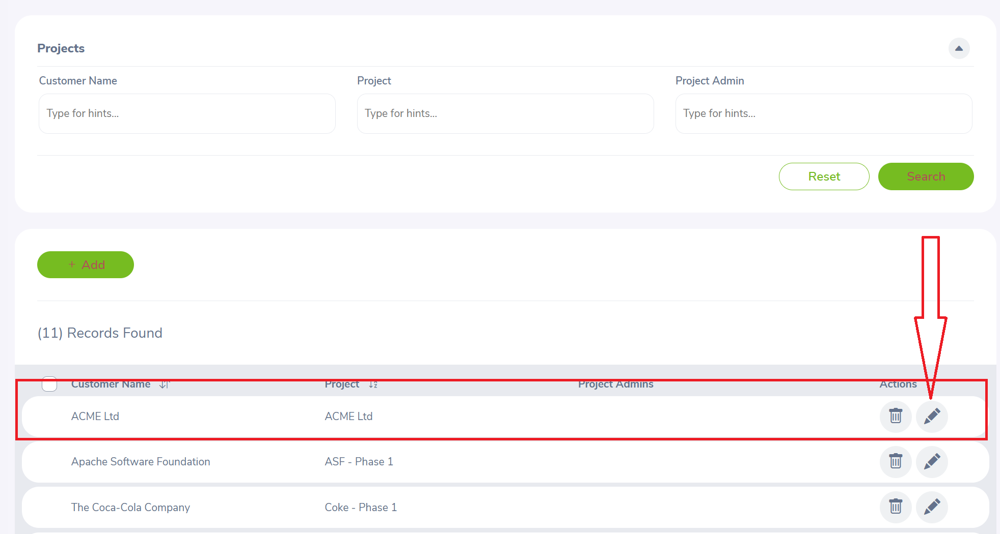 Projects
Customer Name Project Project Admin
Type for hints... Type for hints... Type for hints...
Reset Search
+ Add
(11) Records Found
Customer Name Project Project Admins Actions
ACME Ltd ACME Ltd
Apache Software Foundation ASF - Phase 1
The Coca-Cola Company Coke - Phase 1